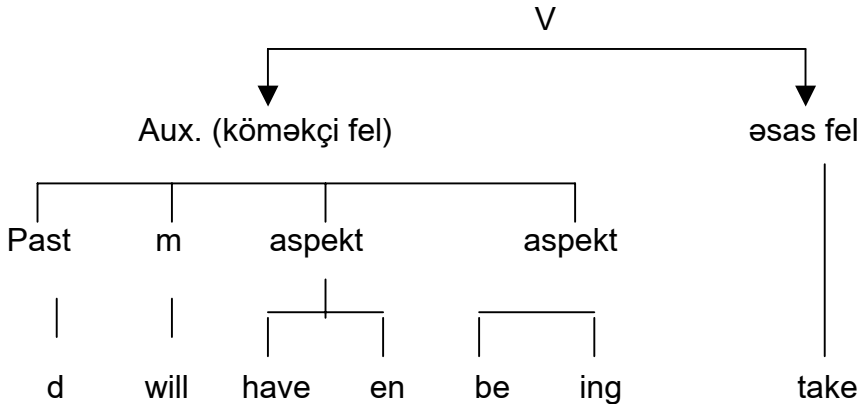 V
Aux. (köməkçi fel) əsas fel
Past m aspekt aspekt
d will have en be ing take